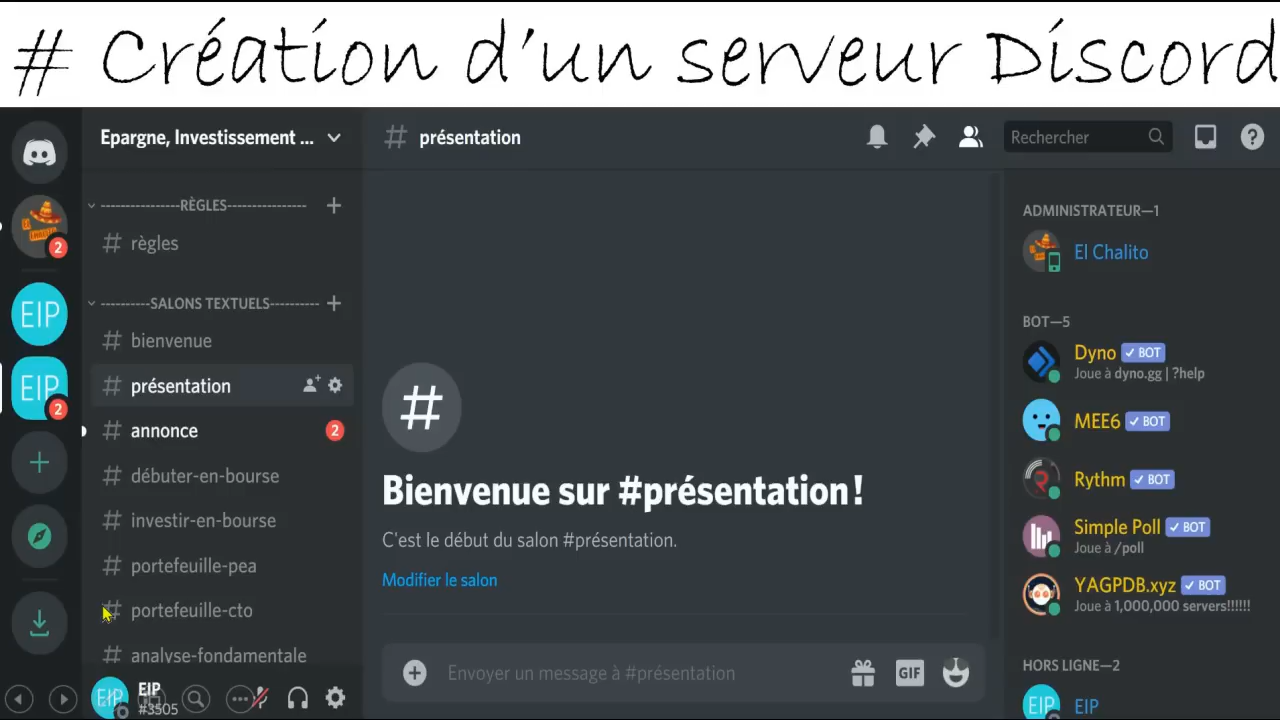 # Création d'un serveur Discord
Epargne, Investissement ...
# présentation
Rechercher
----------------RÈGLES----------------
# règles
----------SALONS TEXTUELS----------
# bienvenue
# présentation
# annonce
2
# débuter-en-bourse
# investir-en-bourse
# portefeuille-pea
# portefeuille-cto
# analyse-fondamentale
2
EIP
EIP
2
EIP
EIP
#3505
#
Bienvenue sur #présentation !
C'est le début du salon #présentation.
Modifier le salon
Envoyer un message à #présentation
GIF
ADMINISTRATEUR—1
El Chalito
BOT—5
Dyno ✓ BOT
Joue à dyno.gg | ?help
MEE6 ✓ BOT
Rythm ✓ BOT
Simple Poll ✓ BOT
Joue à /poll
YAGPDB.xyz ✓ BOT
Joue à 1,000,000 servers!!!!!!
HORS LIGNE—2
EIP
EIP